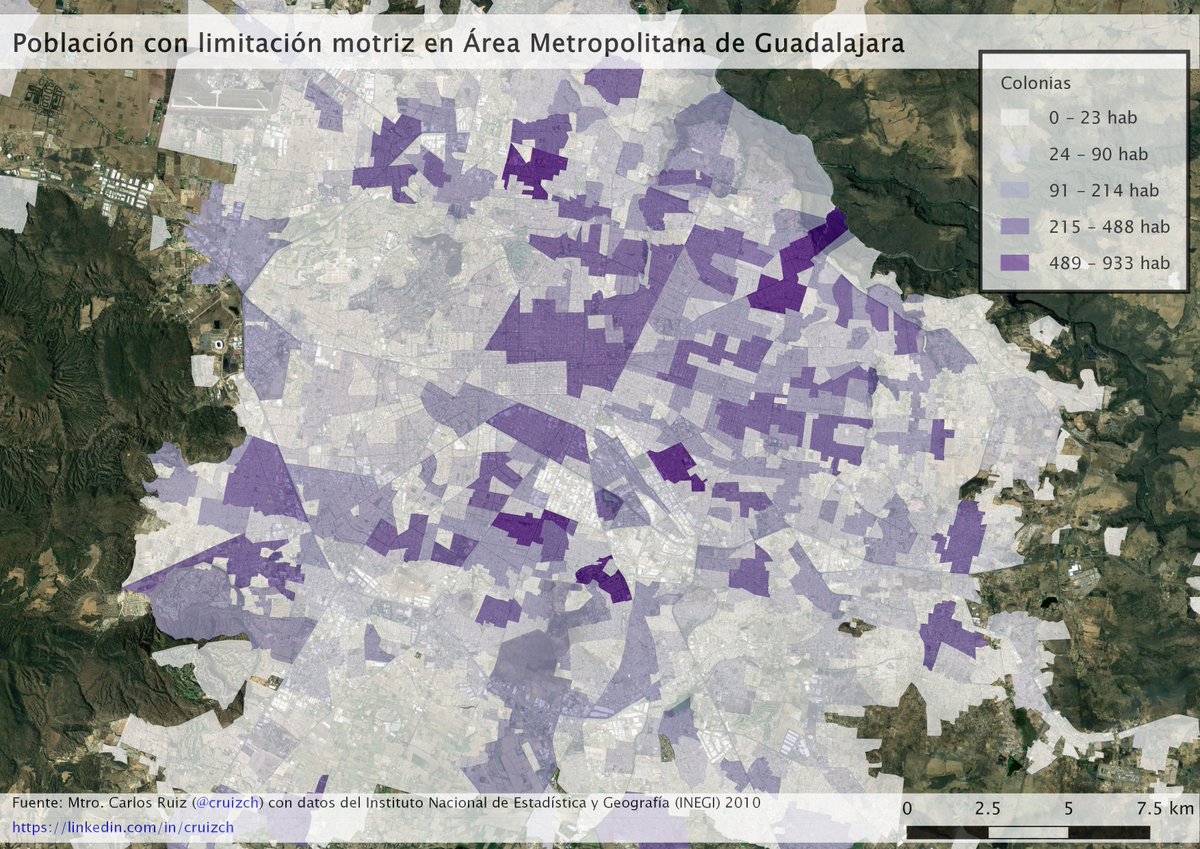 Población con limitación motriz en Área Metropolitana de Guadalajara
Colonias
0 – 23 hab
24 – 90 hab
91 – 214 hab
215 – 488 hab
489 – 933 hab
Fuente: Mtro. Carlos Ruiz (@cruizch) con datos del Instituto Nacional de Estadística y Geografía (INEGI) 2010
https://linkedin.com/in/cruizch
0 2.5 5 7.5 km